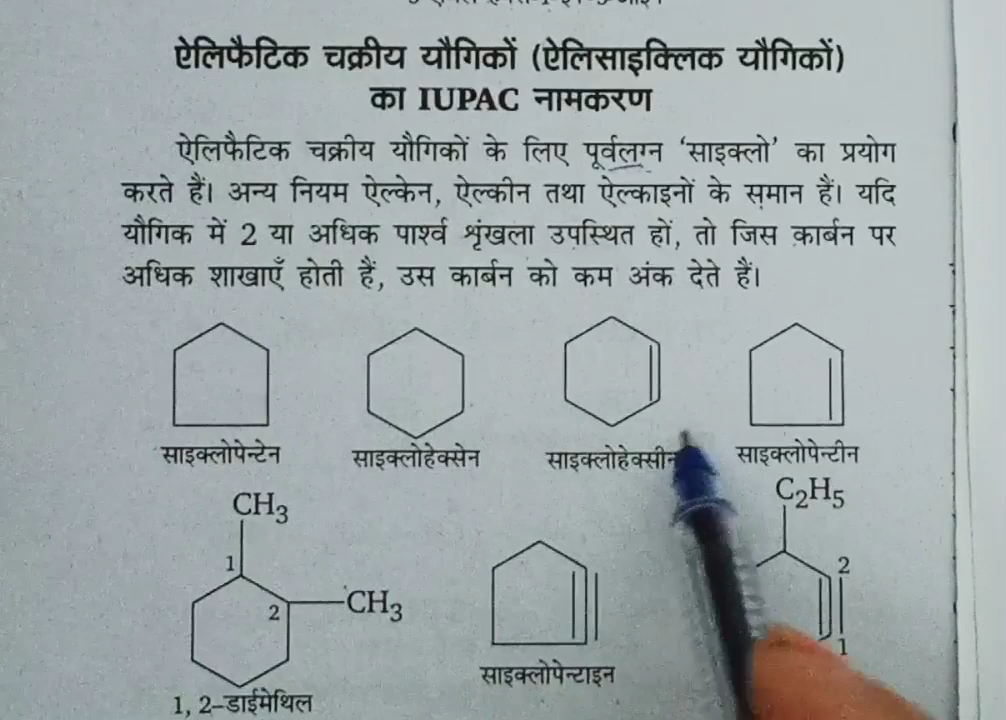 ऐलिफैटिक चक्रीय यौगिकों (ऐलिसाइक्लिक यौगिकों)
का IUPAC नामकरण
ऐलिफैटिक चक्रीय यौगिकों के लिए पूर्वलग्न ‘साइक्लो’ का प्रयोग
करते हैं। अन्य नियम ऐल्केन, ऐल्कीन तथा ऐल्काइनों के समान हैं। यदि
यौगिक में 2 या अधिक पार्श्व शृंखला उपस्थित हों, तो जिस कार्बन पर
अधिक शाखाएँ होती हैं, उस कार्बन को कम अंक देते हैं।
साइक्लोपेन्टेन साइक्लोहेक्सेन साइक्लोहेक्सीन साइक्लोपेन्टीन
CH3
1
2 CH3
1, 2-डाईमेथिल
साइक्लोपेन्टाइन
C2H5
2
1